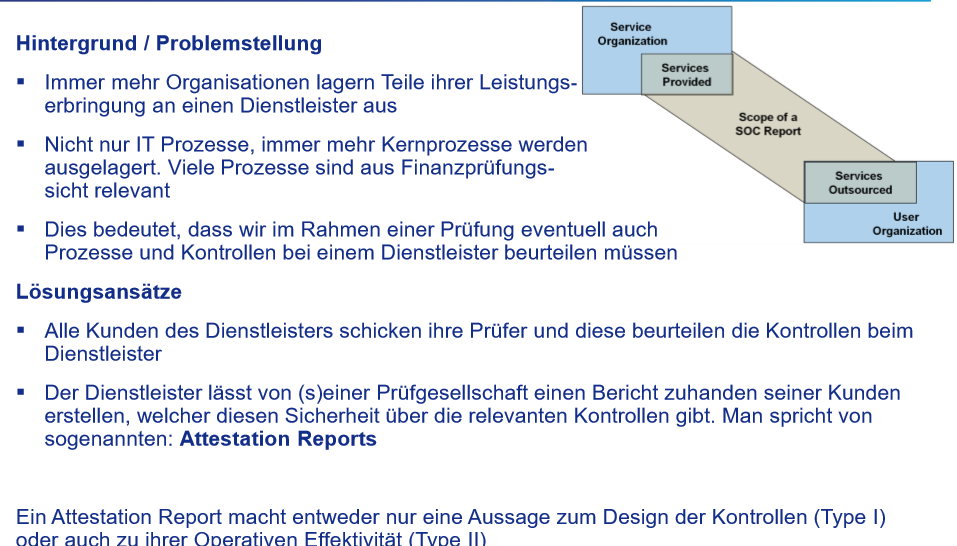 Hintergrund / Problemstellung
▪ Immer mehr Organisationen lagern Teile ihrer Leistungs-
erbringung an einen Dienstleister aus
▪ Nicht nur IT Prozesse, immer mehr Kernprozesse werden
ausgelagert. Viele Prozesse sind aus Finanzprüfungs-
sicht relevant
▪ Dies bedeutet, dass wir im Rahmen einer Prüfung eventuell auch
Prozesse und Kontrollen bei einem Dienstleister beurteilen müssen
Service
Organization
Services
Provided
Scope of a
SOC Report
Services
Outsourced
User
Organization
Lösungsansätze
▪ Alle Kunden des Dienstleisters schicken ihre Prüfer und diese beurteilen die Kontrollen beim
Dienstleister
▪ Der Dienstleister lässt von (s)einer Prüfgesellschaft einen Bericht zuhanden seiner Kunden
erstellen, welcher diesen Sicherheit über die relevanten Kontrollen gibt. Man spricht von
sogenannten: Attestation Reports
Ein Attestation Report macht entweder nur eine Aussage zum Design der Kontrollen (Type I)
oder auch zu ihrer Operativen Effektivität (Type II)